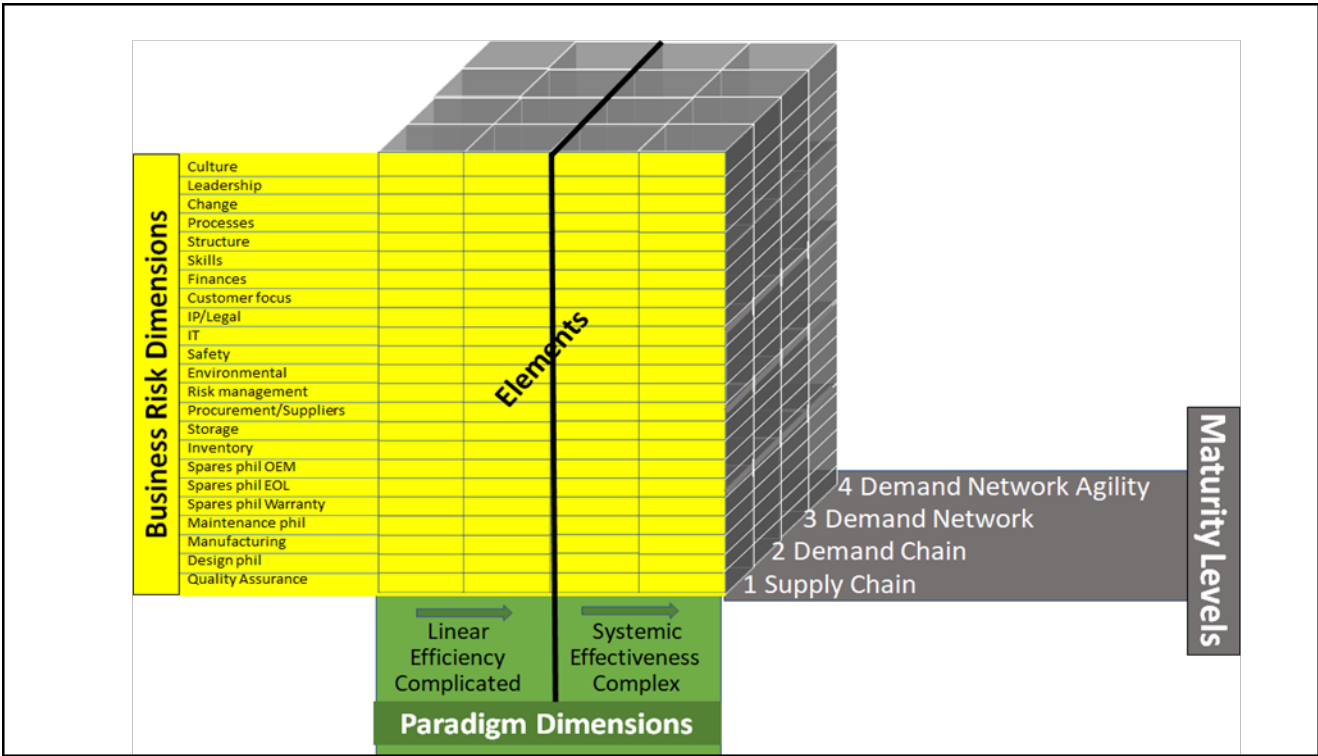 Business Risk Dimensions
Culture
Leadership
Change
Processes
Structure
Skills
Finances
Customer focus
IP/Legal
IT
Safety
Environmental
Risk management
Procurement/Suppliers
Storage
Inventory
Spares phil OEM
Spares phil EOL
Spares phil Warranty
Maintenance phil
Manufacturing
Design phil
Quality Assurance
Elements
4 Demand Network Agility
3 Demand Network
2 Demand Chain
1 Supply Chain
Maturity Levels
Linear
Efficiency
Complicated
Systemic
Effectiveness
Complex
Paradigm Dimensions